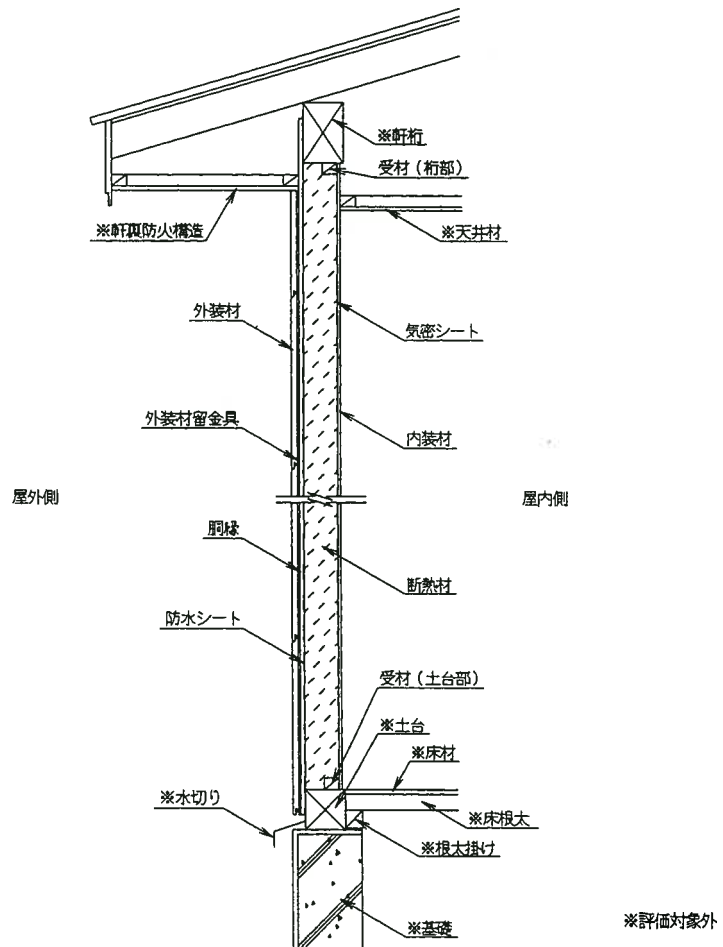 ※軒桁
受材（桁部）
※軒裏防火構造
※天井材
外装材
気密シート
外装材留金具
内装材
屋外側
屋内側
胴縁
断熱材
防水シート
受材（土台部）
※土台
※床材
※水切り
※床根太
※根太掛け
※基礎
※評価対象外